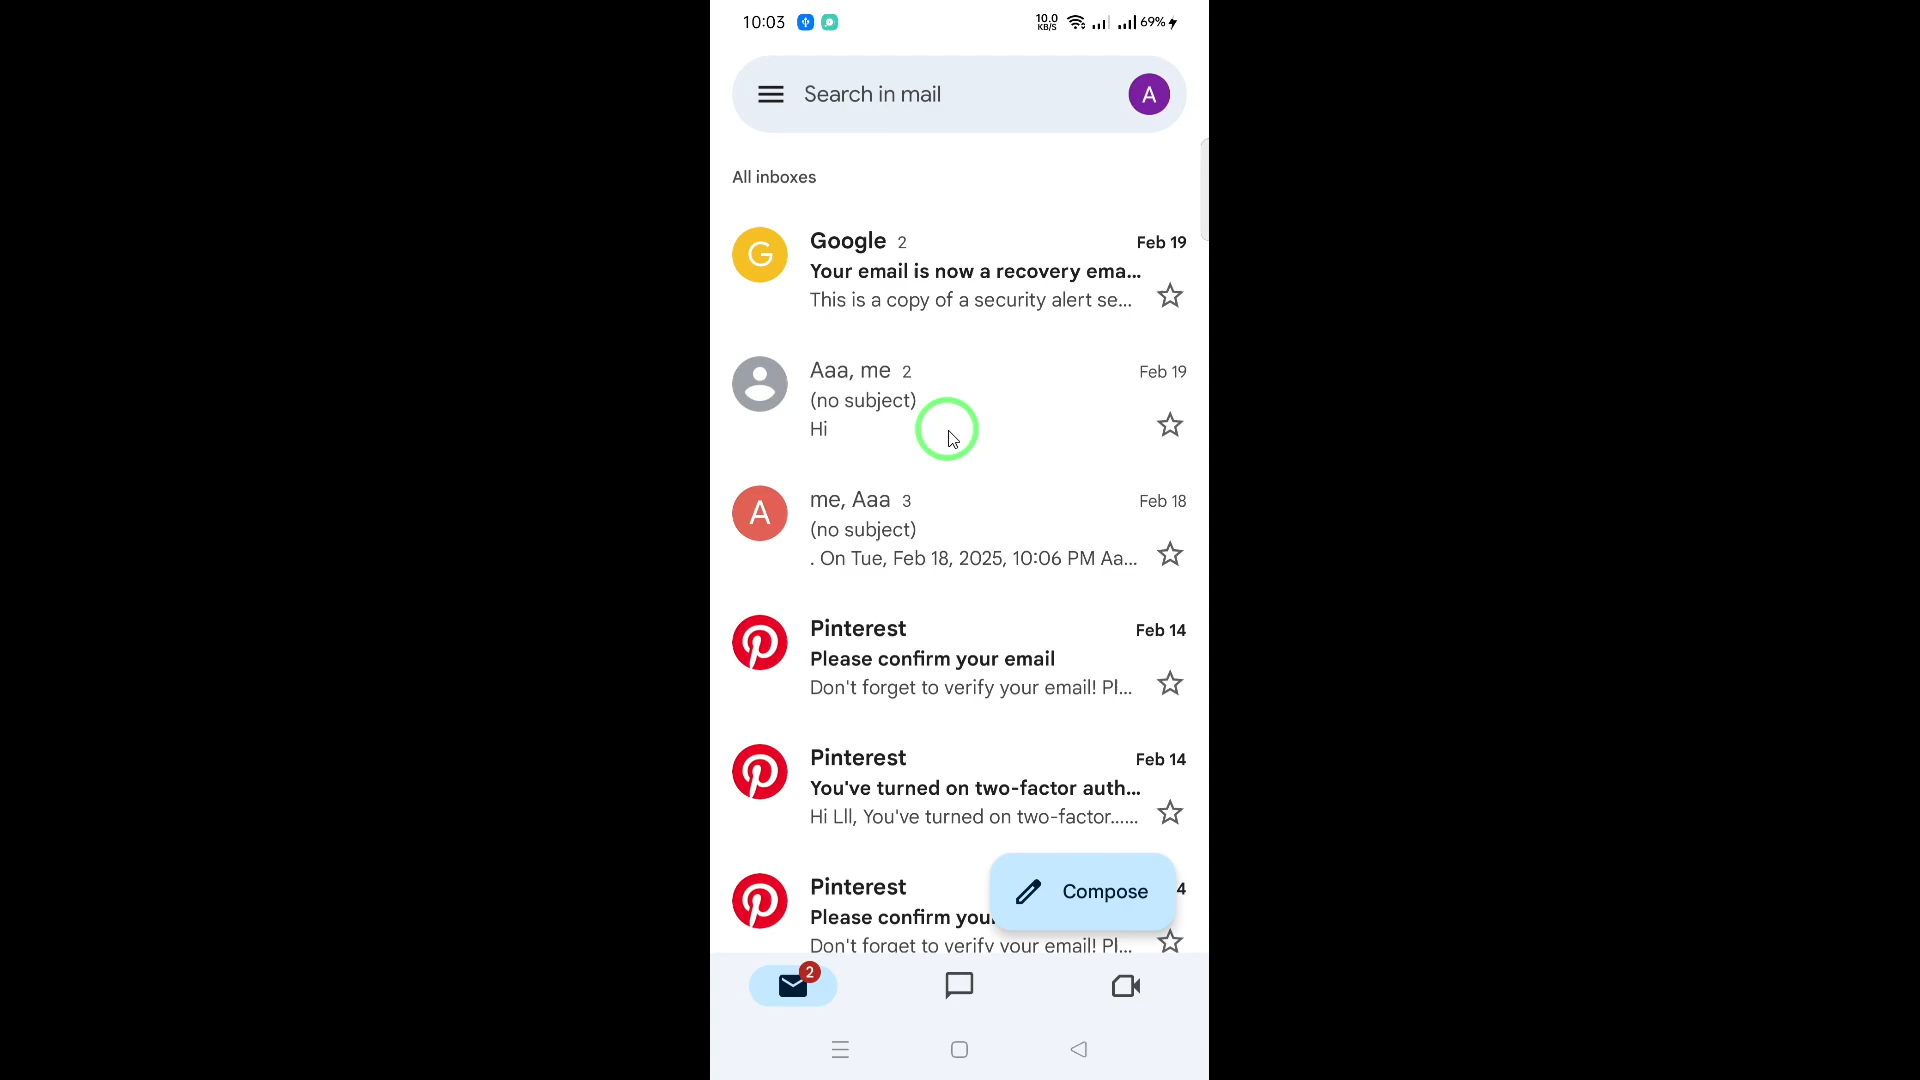 10:03 10.0 KB/S 69%
Search in mail A
All inboxes
G Google 2 Feb 19
Your email is now a recovery ema...
This is a copy of a security alert se...
Aaa, me 2 Feb 19
(no subject)
Hi
A me, Aaa 3 Feb 18
(no subject)
. On Tue, Feb 18, 2025, 10:06 PM Aa...
Pinterest Feb 14
Please confirm your email
Don't forget to verify your email! Pl...
Pinterest Feb 14
You've turned on two-factor auth...
Hi Lll, You've turned on two-factor......
Pinterest 4
Please confirm your
Compose
Don't forget to verify your email! Pl...
2